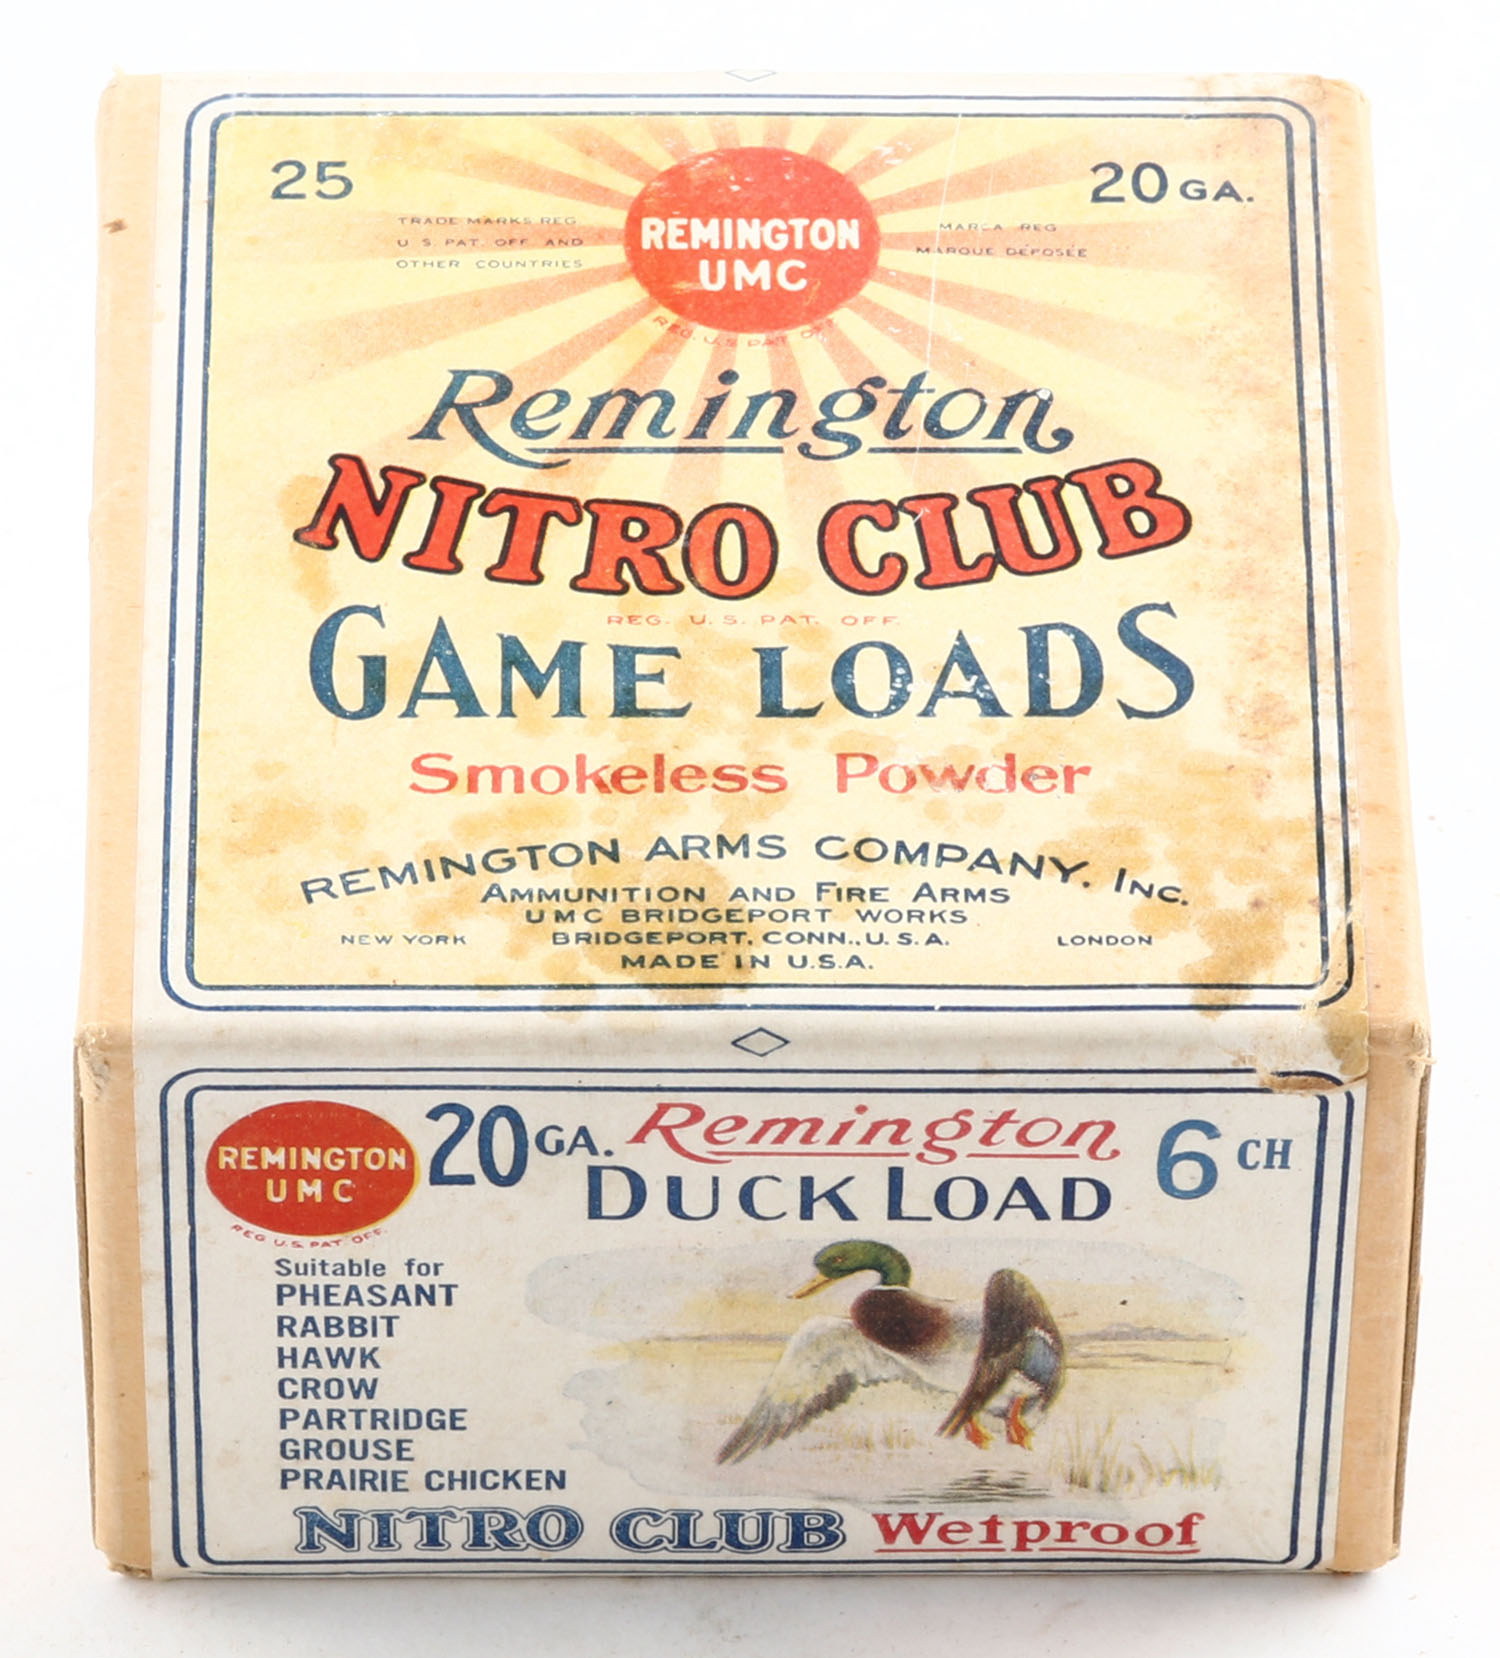 25
20 GA.
TRADE MARKS REG.
U. S. PAT. OFF. AND
OTHER COUNTRIES
REMINGTON
UMC
REG. U.S. PAT. OFF.
MARCA REG
MARQUE DÉPOSÉE
Remington
NITRO CLUB
REG. U. S. PAT. OFF.
GAME LOADS
Smokeless Powder
REMINGTON ARMS COMPANY, INC.
AMMUNITION AND FIRE ARMS
UMC BRIDGEPORT WORKS
NEW YORK BRIDGEPORT, CONN., U. S. A. LONDON
MADE IN U.S.A.
REMINGTON
UMC
REG U.S. PAT. OFF.
20 GA. Remington 6 CH
DUCK LOAD
Suitable for
PHEASANT
RABBIT
HAWK
CROW
PARTRIDGE
GROUSE
PRAIRIE CHICKEN
NITRO CLUB Wetproof